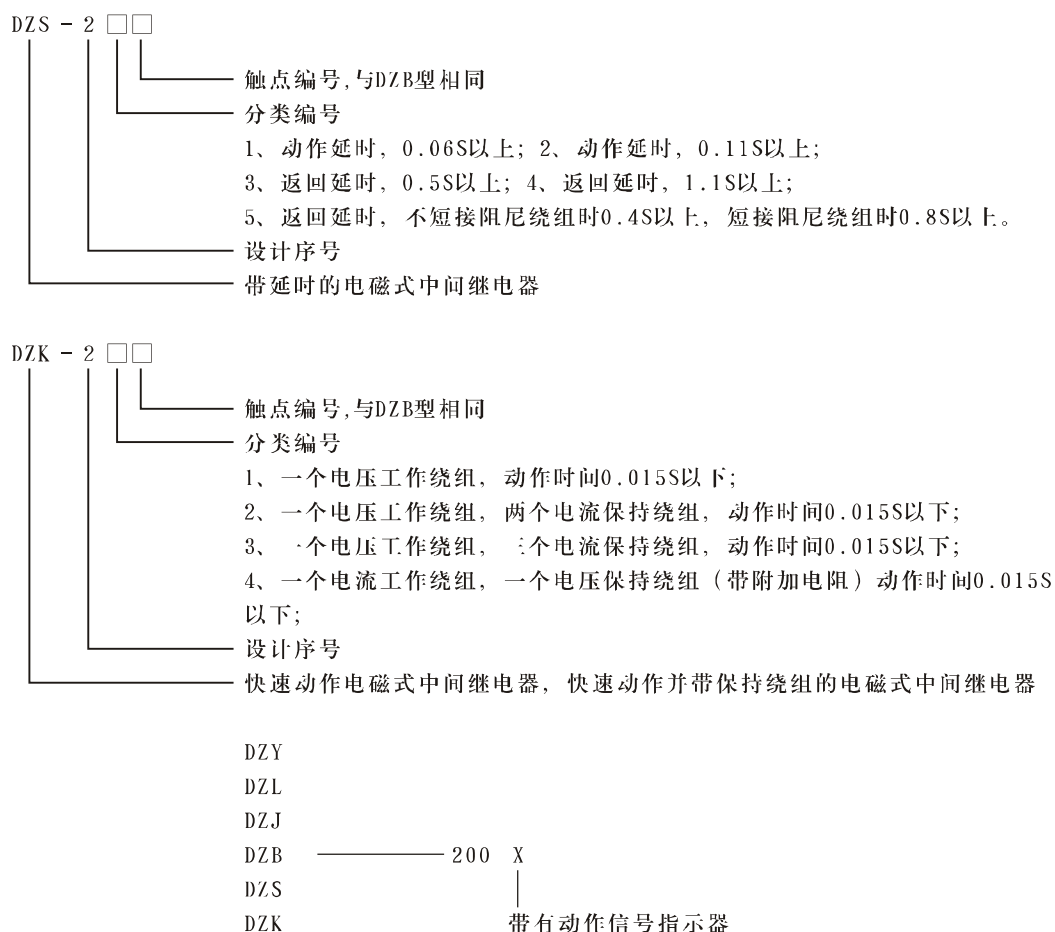 DZS - 2 □□
触点编号,与DZB型相同
分类编号
1、动作延时，0.06S以上；2、动作延时，0.11S以上；
3、返回延时，0.5S以上；4、返回延时，1.1S以上；
5、返回延时，不短接阻尼绕组时0.4S以上，短接阻尼绕组时0.8S以上。
设计序号
带延时的电磁式中间继电器
DZK - 2 □□
触点编号,与DZB型相同
分类编号
1、一个电压工作绕组，动作时间0.015S以下；
2、一个电压工作绕组，两个电流保持绕组，动作时间0.015S以下；
3、一个电压工作绕组，三个电流保持绕组，动作时间0.015S以下；
4、一个电流工作绕组，一个电压保持绕组（带附加电阻）动作时间0.015S
以下；
设计序号
快速动作电磁式中间继电器，快速动作并带保持绕组的电磁式中间继电器
DZY
DZL
DZJ
DZB 200 X
DZS
DZK 带有动作信号指示器